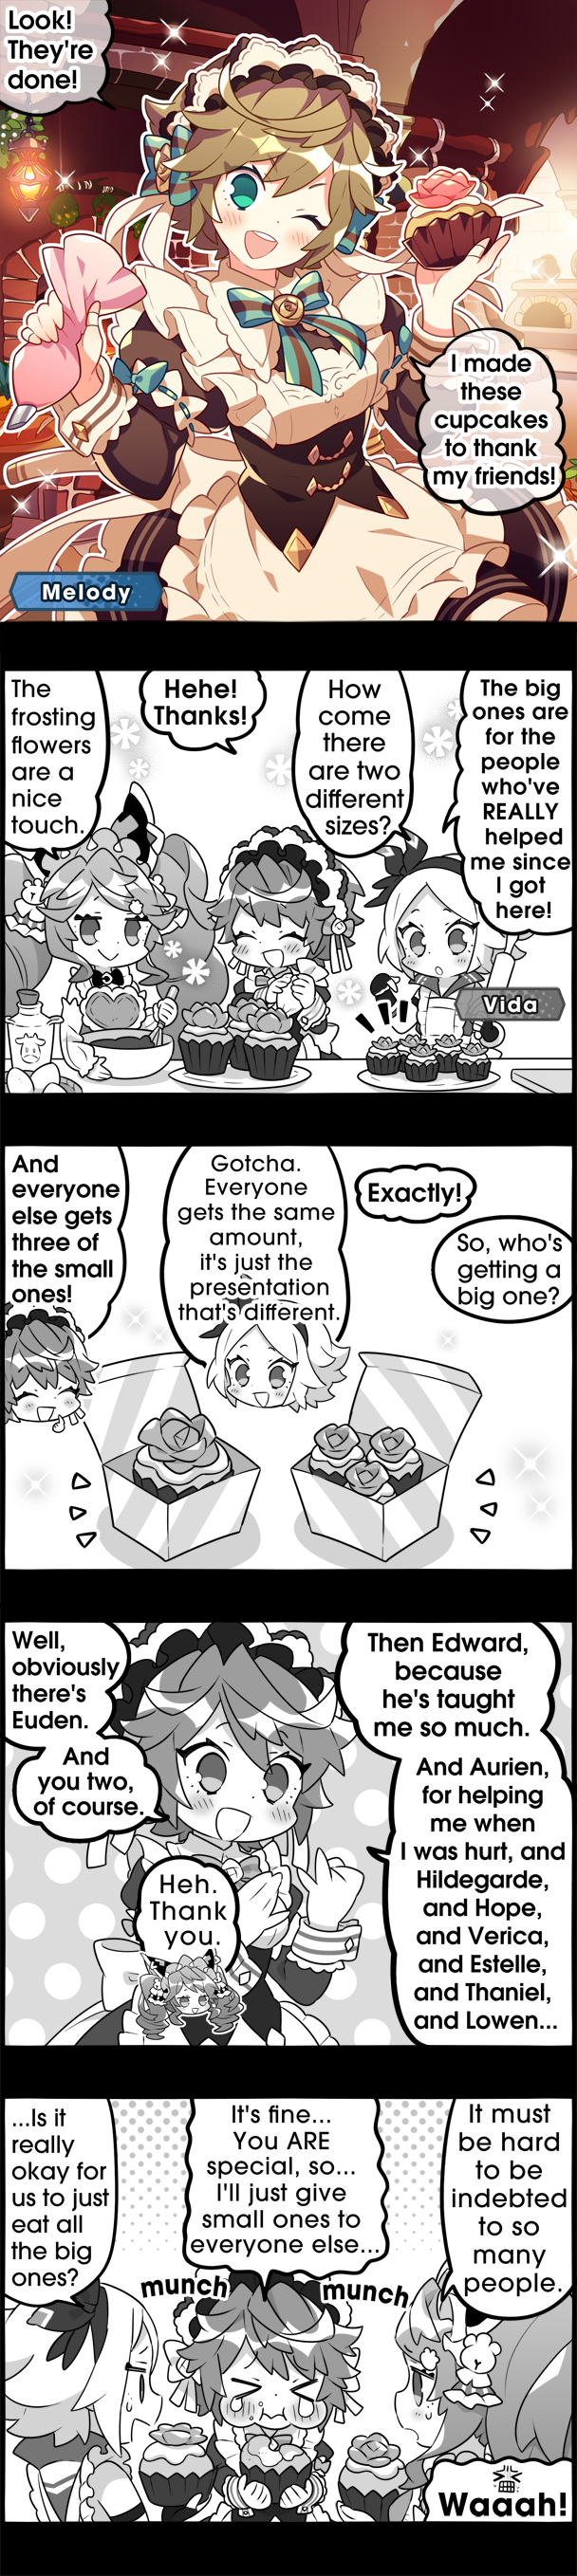 Look!
They're
done!
I made
these
cupcakes
to thank
my friends!
Melody
The
frosting
flowers
are a
nice
touch.
Hehe!
Thanks!
How
come
there
are two
different
sizes?
The big
ones are
for the
people
who've
REALLY
helped
me since
I got
here!
Vida
And
everyone
else gets
three of
the small
ones!
Gotcha.
Everyone
gets the same
amount,
it's just the
presentation
that's different.
Exactly!
So, who's
getting a
big one?
Well,
obviously
there's
Euden.
And
you two,
of course.
Heh.
Thank
you.
Then Edward,
because
he's taught
me so much.
And Aurien,
for helping
me when
I was hurt, and
Hildegarde,
and Hope,
and Verica,
and Estelle,
and Thaniel,
and Lowen...
...Is it
really
okay for
us to just
eat all
the big
ones?
It's fine...
You ARE
special, so...
I'll just give
small ones to
everyone else...
It must
be hard
to be
indebted
to so
many
people.
munch
munch
Waaah!